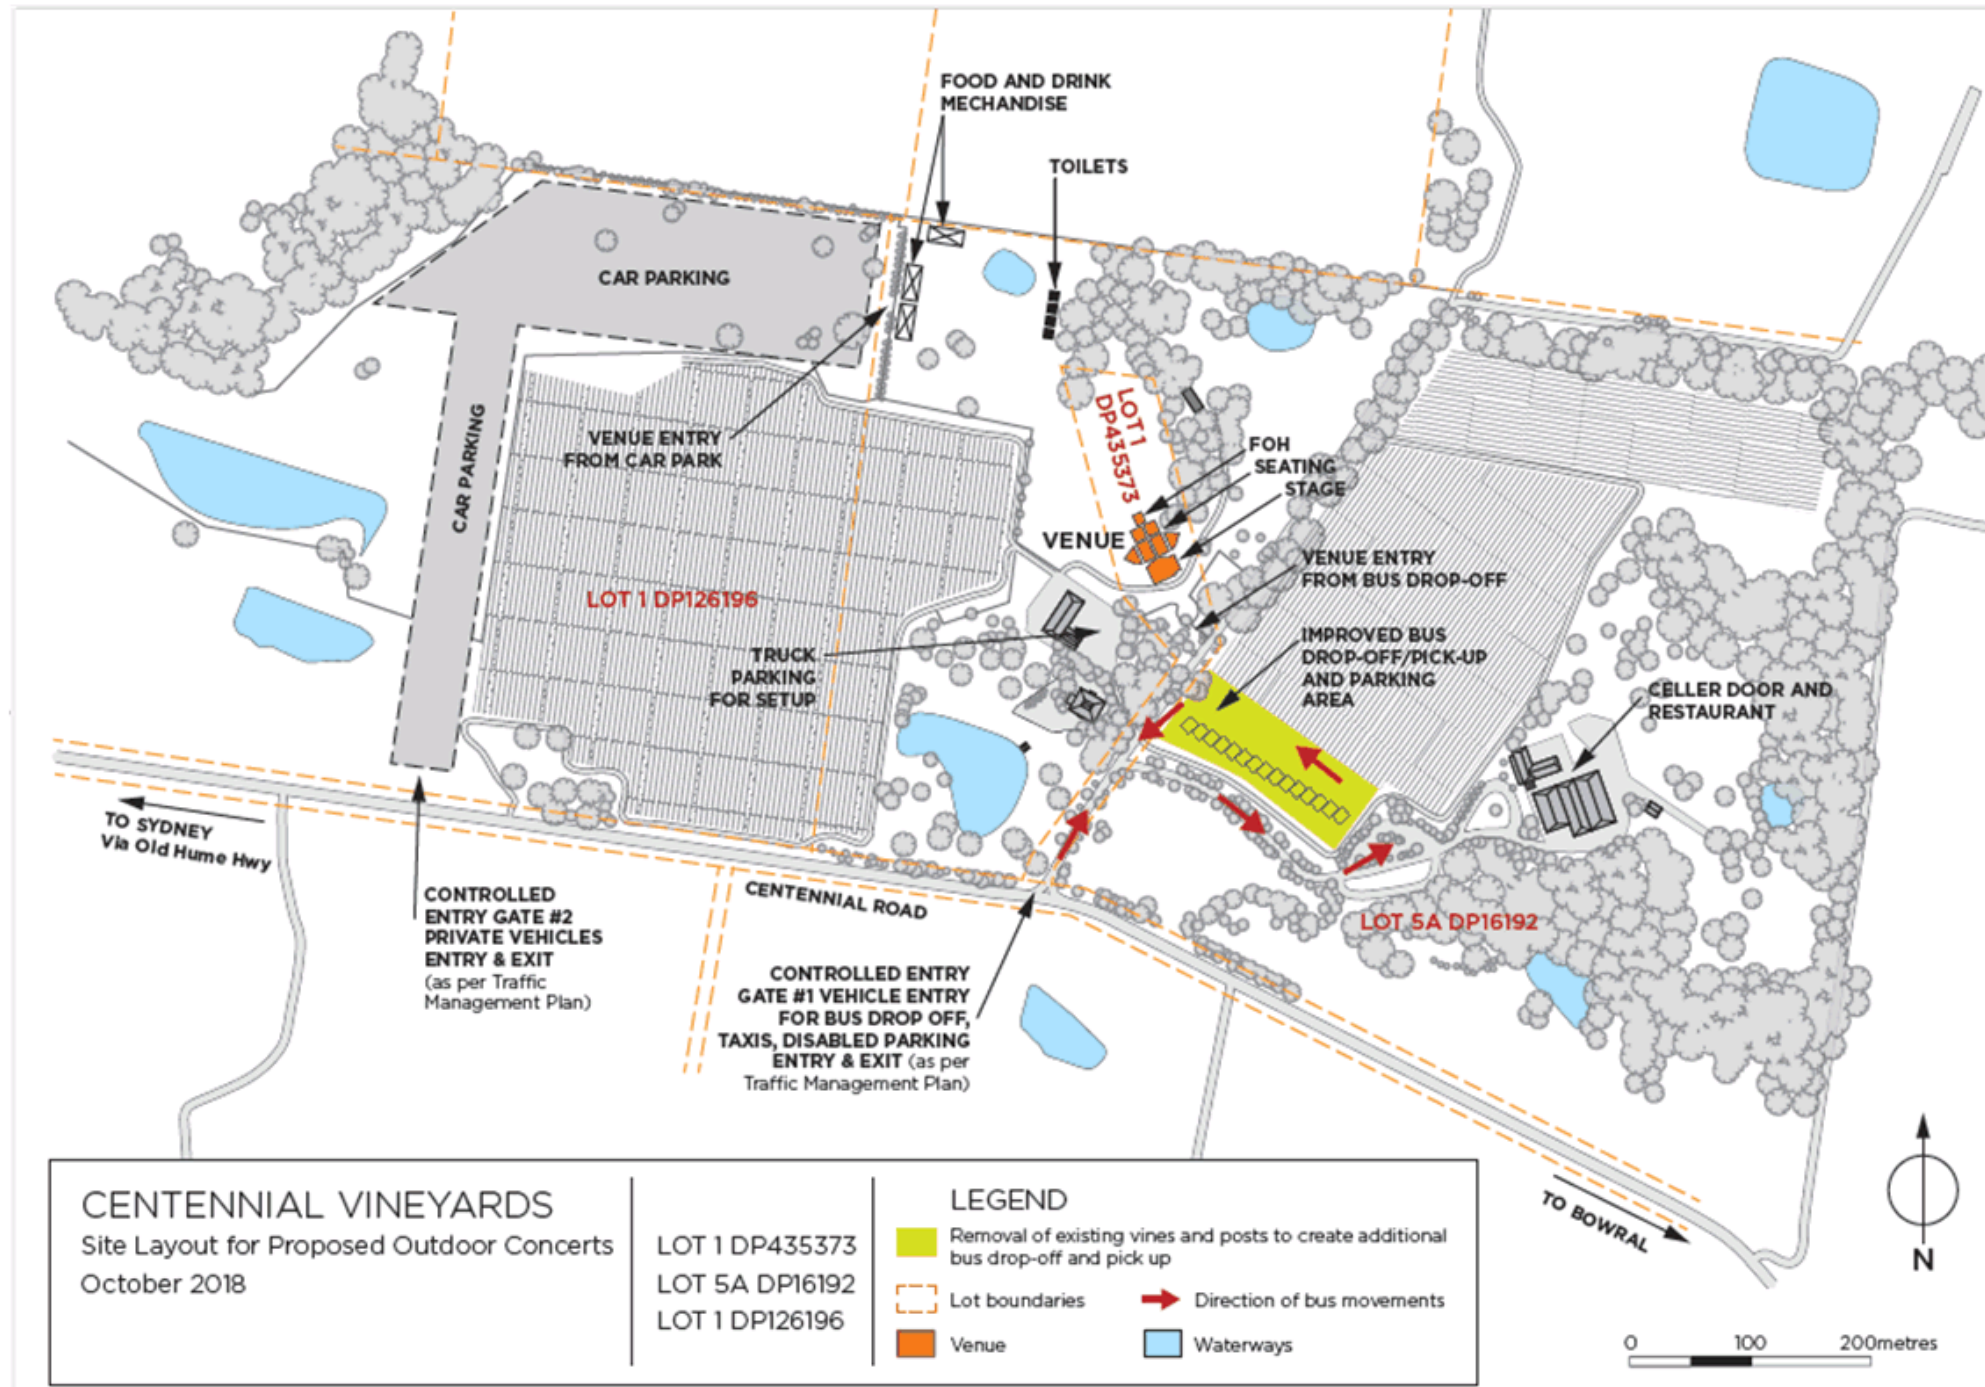 FOOD AND DRINK
MECHANDISE
TOILETS
CAR PARKING
CAR PARKING
VENUE ENTRY
FROM CAR PARK
LOT 1
DP435373
FOH
SEATING
STAGE
VENUE
VENUE ENTRY
FROM BUS DROP-OFF
LOT 1 DP126196
IMPROVED BUS
DROP-OFF/PICK-UP
AND PARKING
AREA
TRUCK
PARKING
FOR SETUP
CELLER DOOR AND
RESTAURANT
TO SYDNEY
Via Old Hume Hwy
CONTROLLED
ENTRY GATE #2
PRIVATE VEHICLES
ENTRY & EXIT
(as per Traffic
Management Plan)
CENTENNIAL ROAD
LOT 5A DP16192
CONTROLLED ENTRY
GATE #1 VEHICLE ENTRY
FOR BUS DROP OFF,
TAXIS, DISABLED PARKING
ENTRY & EXIT (as per
Traffic Management Plan)
TO BOWRAL
N
CENTENNIAL VINEYARDS
Site Layout for Proposed Outdoor Concerts
October 2018
LOT 1 DP435373
LOT 5A DP16192
LOT 1 DP126196
LEGEND
Removal of existing vines and posts to create additional
bus drop-off and pick up
Lot boundaries
Direction of bus movements
Venue
Waterways
0 100 200metres